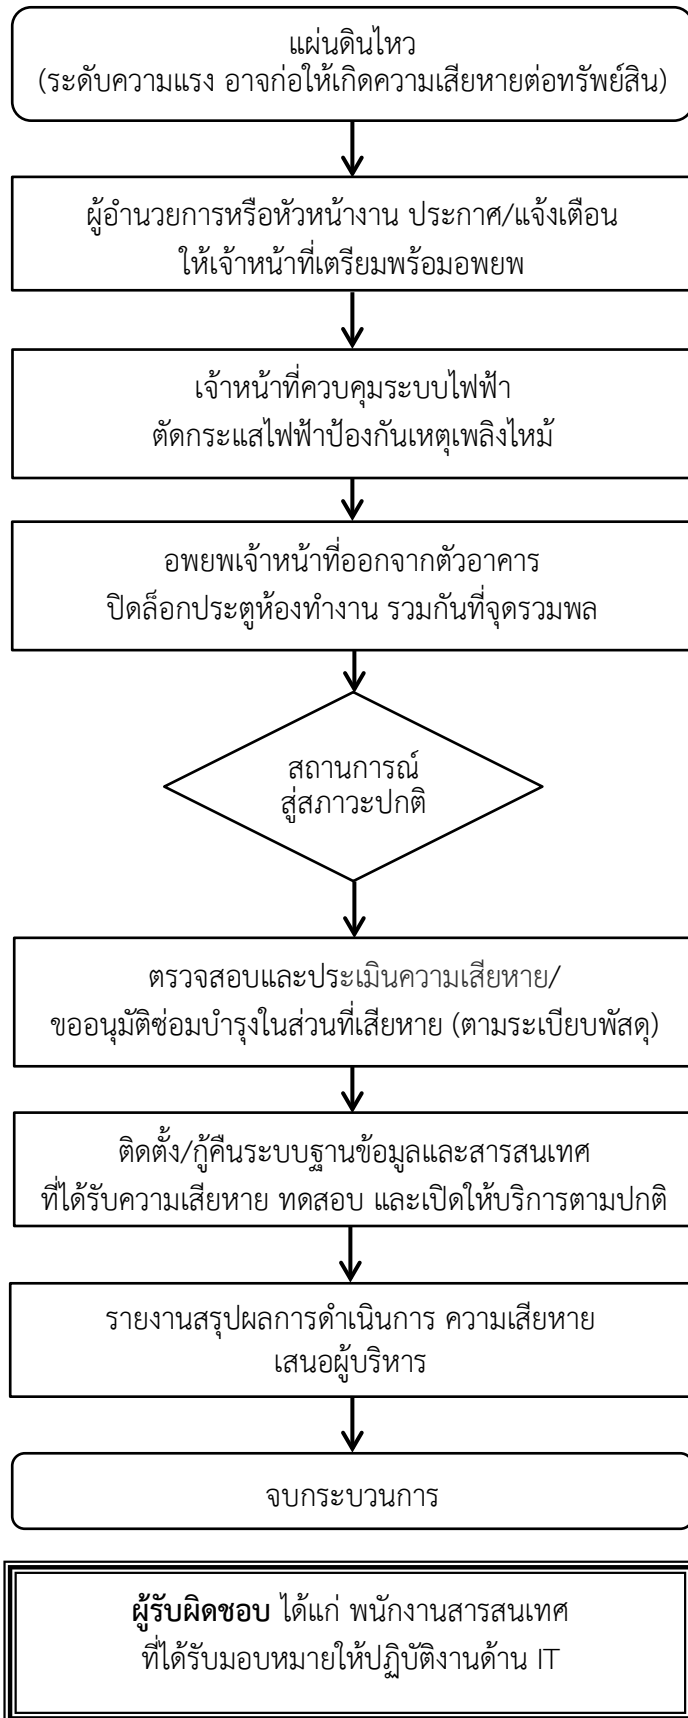 แผ่นดินไหว
(ระดับความแรง อาจก่อให้เกิดความเสียหายต่อทรัพย์สิน)
ผู้อำนวยการหรือหัวหน้างาน ประกาศ/แจ้งเตือน
ให้เจ้าหน้าที่เตรียมพร้อมอพยพ
เจ้าหน้าที่ควบคุมระบบไฟฟ้า
ตัดกระแสไฟฟ้าป้องกันเหตุเพลิงไหม้
อพยพเจ้าหน้าที่ออกจากตัวอาคาร
ปิดล็อกประตูห้องทำงาน รวมกันที่จุดรวมพล
สถานการณ์
สู่สภาวะปกติ
ตรวจสอบและประเมินความเสียหาย/
ขออนุมัติซ่อมบำรุงในส่วนที่เสียหาย (ตามระเบียบพัสดุ)
ติดตั้ง/กู้คืนระบบฐานข้อมูลและสารสนเทศ
ที่ได้รับความเสียหาย ทดสอบ และเปิดให้บริการตามปกติ
รายงานสรุปผลการดำเนินการ ความเสียหาย
เสนอผู้บริหาร
จบกระบวนการ
ผู้รับผิดชอบ ได้แก่ พนักงานสารสนเทศ
ที่ได้รับมอบหมายให้ปฏิบัติงานด้าน IT